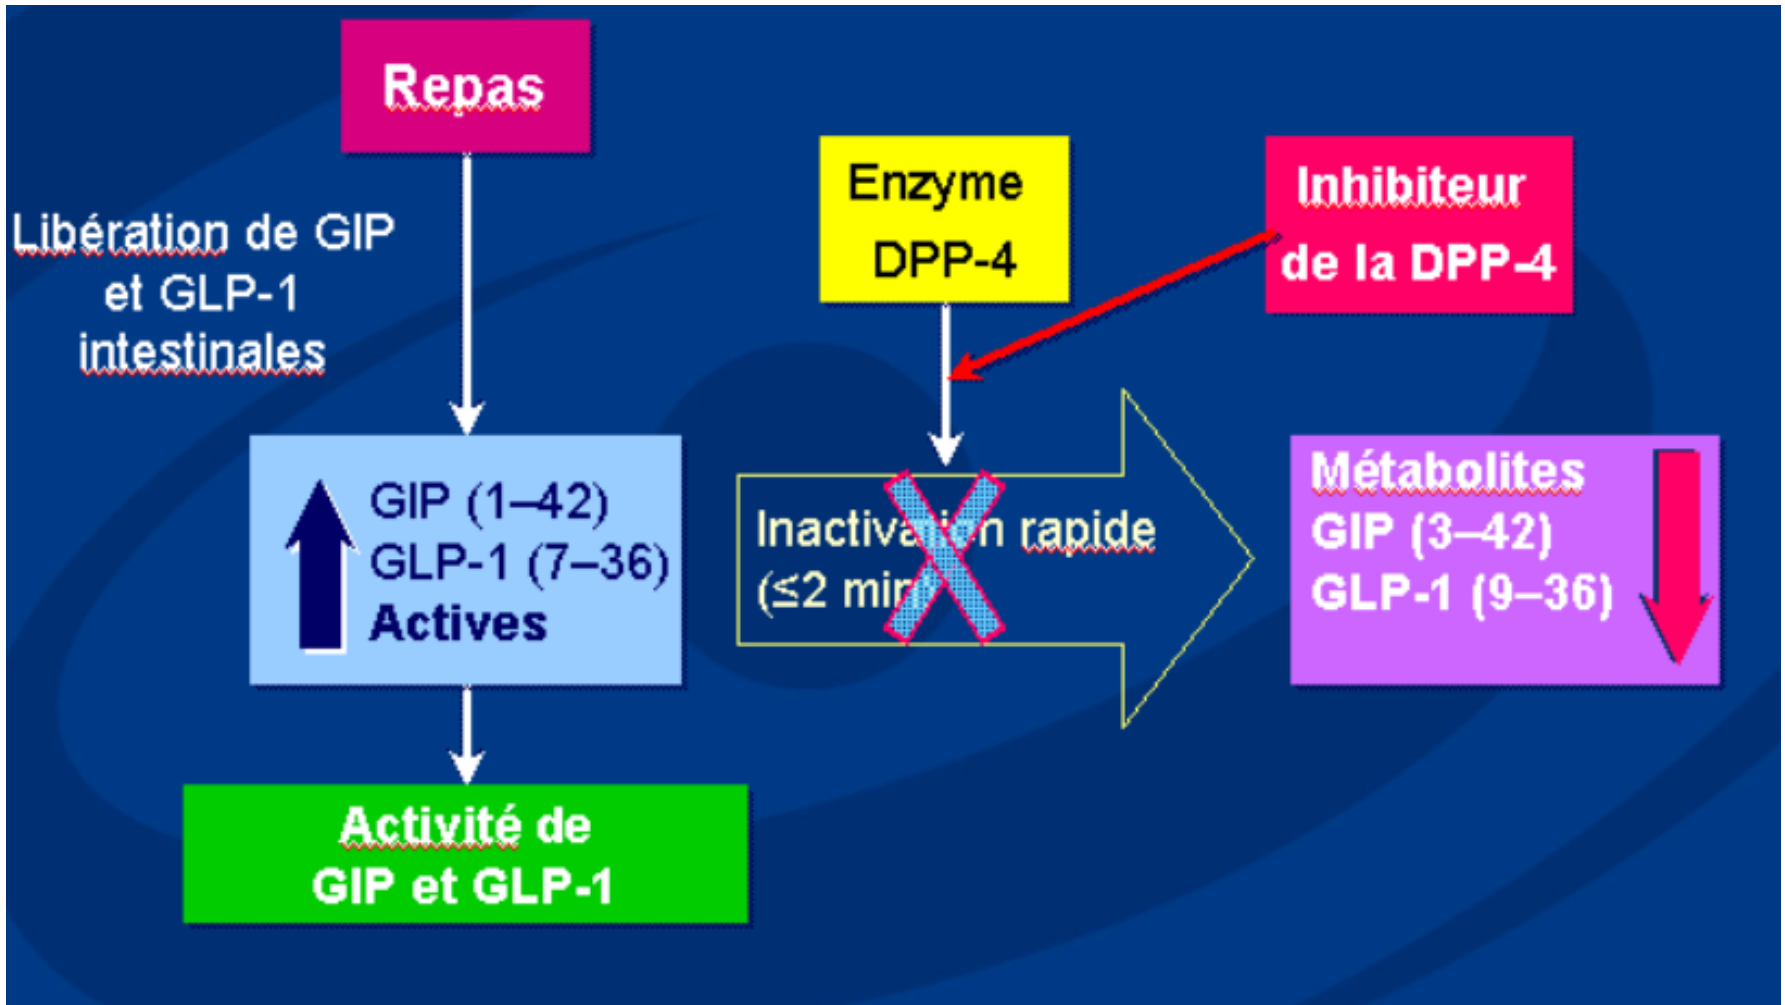 Repas
Libération de GIP
et GLP-1
intestinales
Enzyme
DPP-4
Inhibiteur
de la DPP-4
GIP (1–42)
GLP-1 (7–36)
Actives
Inactivation rapide
(≤2 min)
Métabolites
GIP (3–42)
GLP-1 (9–36)
Activité de
GIP et GLP-1